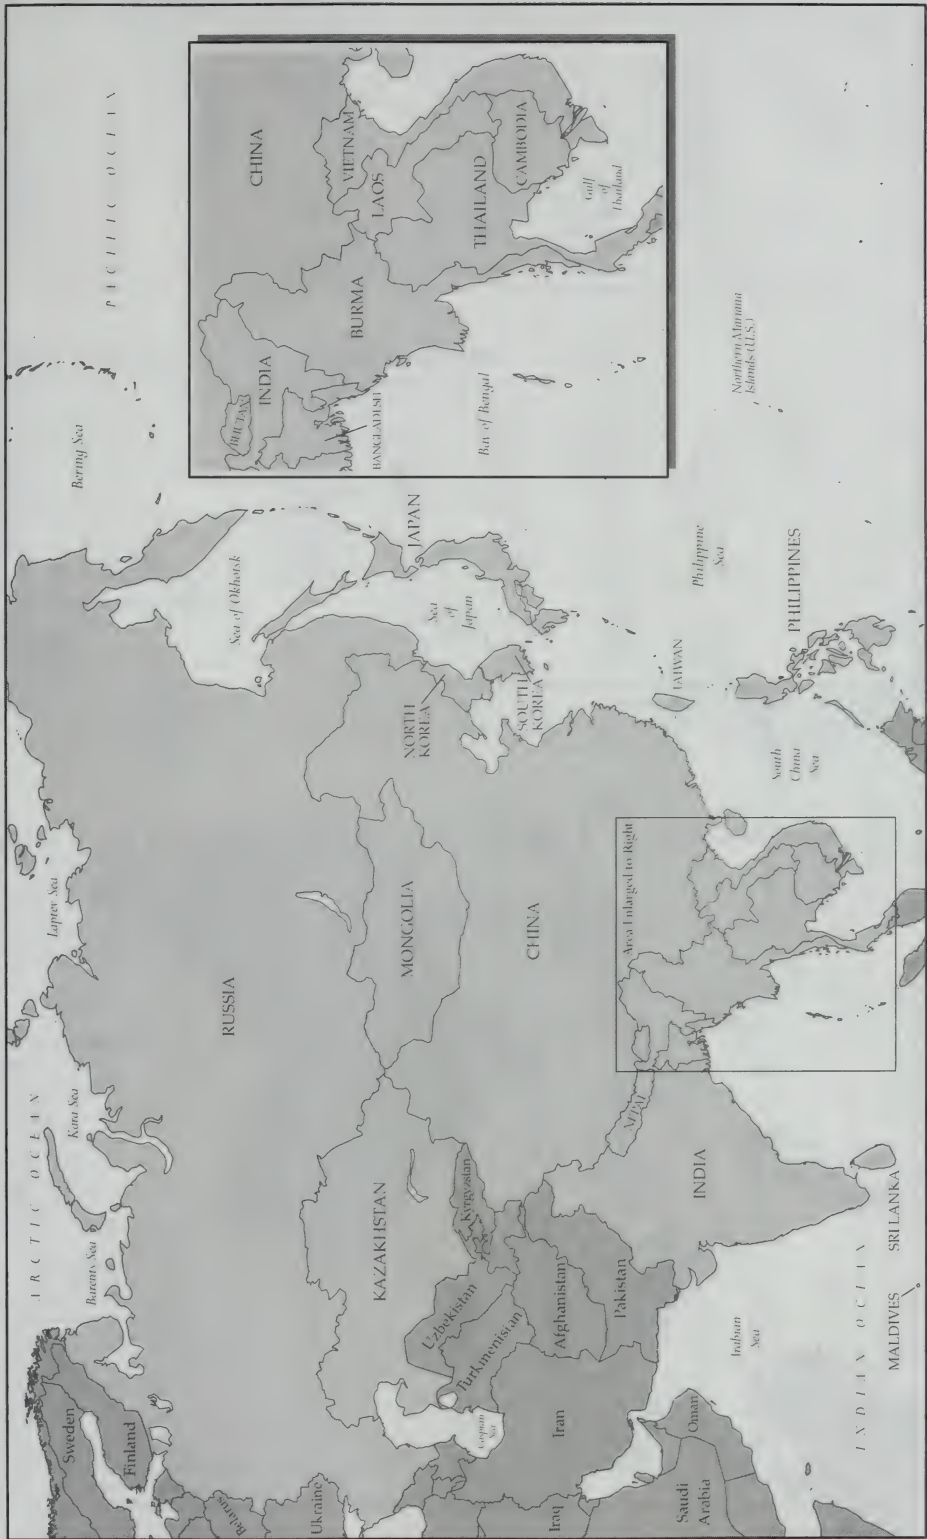 ARCTIC OCEAN
Barents Sea
Kara Sea
Laptev Sea
Bering Sea
PACIFIC OCEAN
Sweden
Finland
Belarus
Ukraine
RUSSIA
Sea of Okhotsk
KAZAKHSTAN
MONGOLIA
CHINA
NORTH
KOREA
SOUTH
KOREA
Sea
of
Japan
JAPAN
Caspian
Sea
Uzbekistan
Turkmenistan
Kyrgyzstan
Afghanistan
Pakistan
Iran
Iraq
Saudi
Arabia
Oman
NEPAL
INDIA
Area Enlarged to Right
TAIWAN
South
China
Sea
PHILIPPINES
Philippine
Sea
Northern Mariana
Islands (U.S.)
Arabian
Sea
INDIAN OCEAN
MALDIVES
SRI LANKA
CHINA
BHUTAN
INDIA
BANGLADESH
BURMA
VIETNAM
LAOS
THAILAND
CAMBODIA
Gulf
of
Thailand
Bay of Bengal